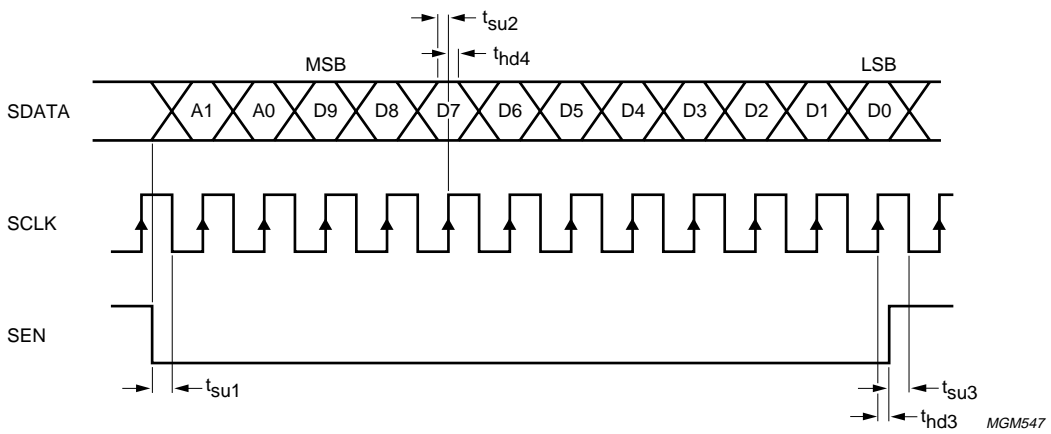 tsu2
thd4
MSB LSB
SDATA A1 A0 D9 D8 D7 D6 D5 D4 D3 D2 D1 D0
SCLK
SEN
tsu1 tsu3
thd3 MGM547